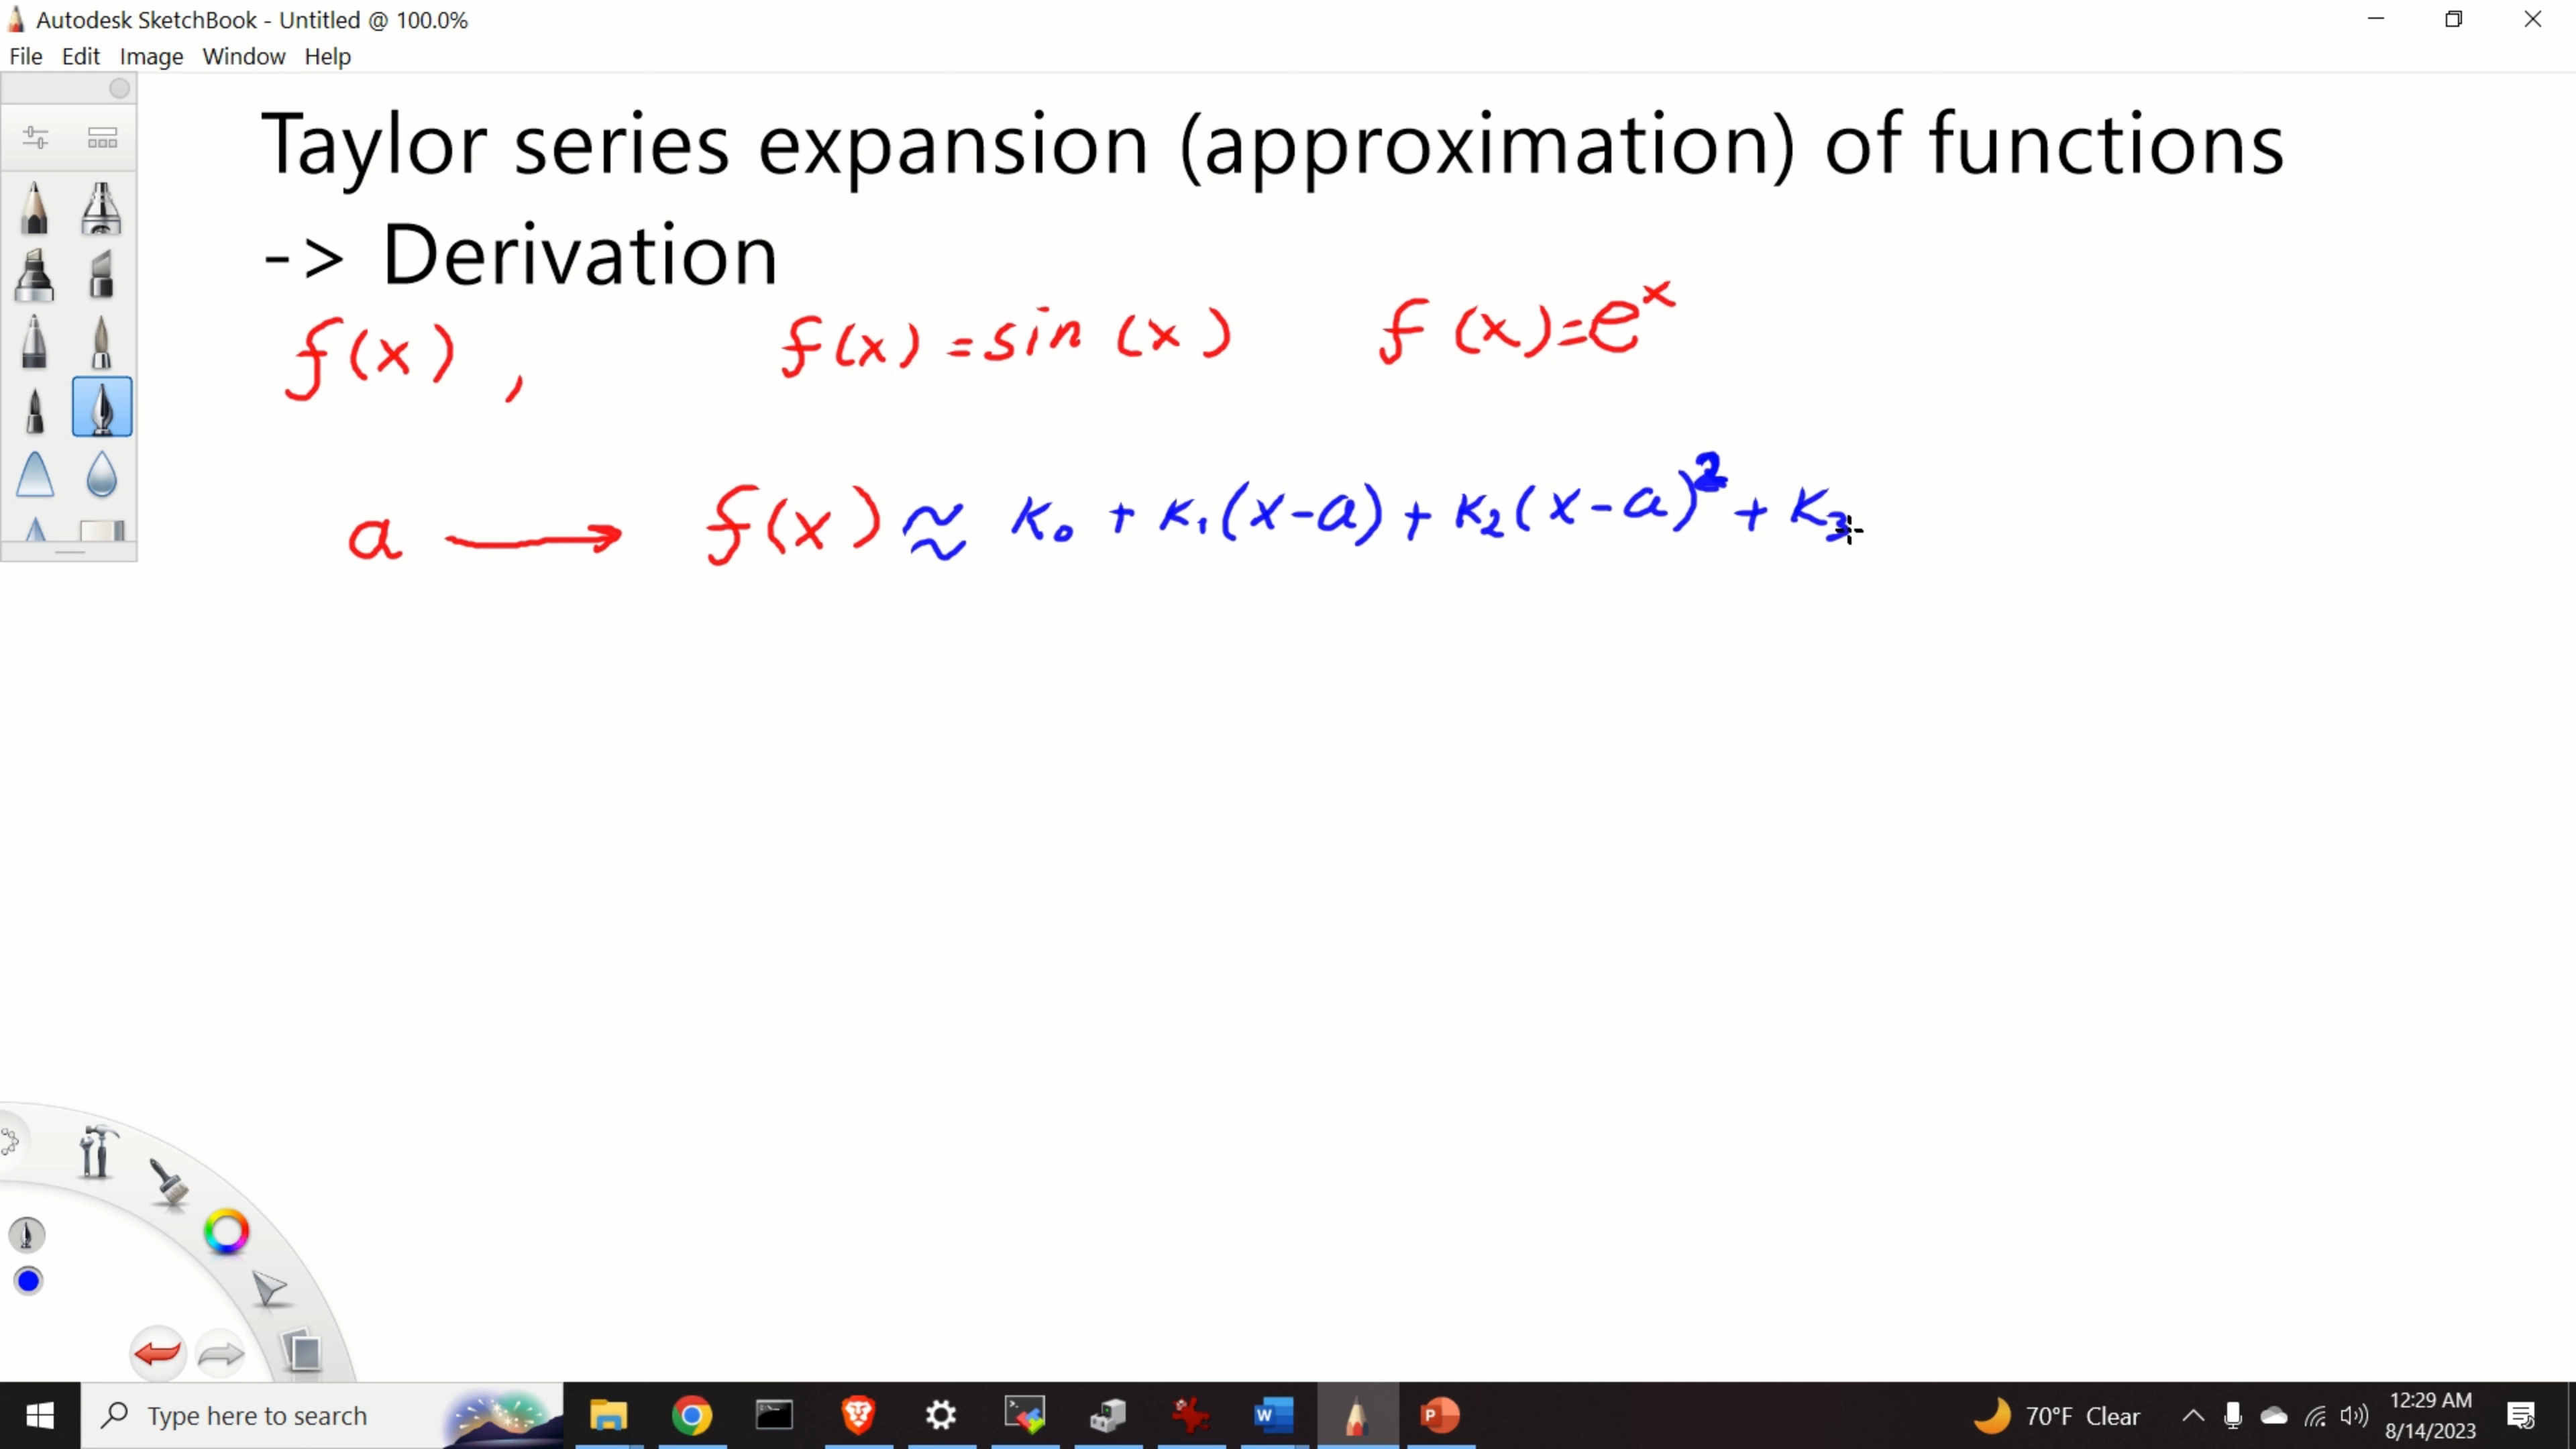 Autodesk SketchBook - Untitled @ 100.0%
File Edit Image Window Help
Taylor series expansion (approximation) of functions
-> Derivation
f(x) , f(x) = sin (x) f (x)=eˣ
a ⟶ f(x) ≈ K₀ + K₁(x-a) + K₂(x-a)² + K₃
Type here to search
70°F Clear
12:29 AM
8/14/2023